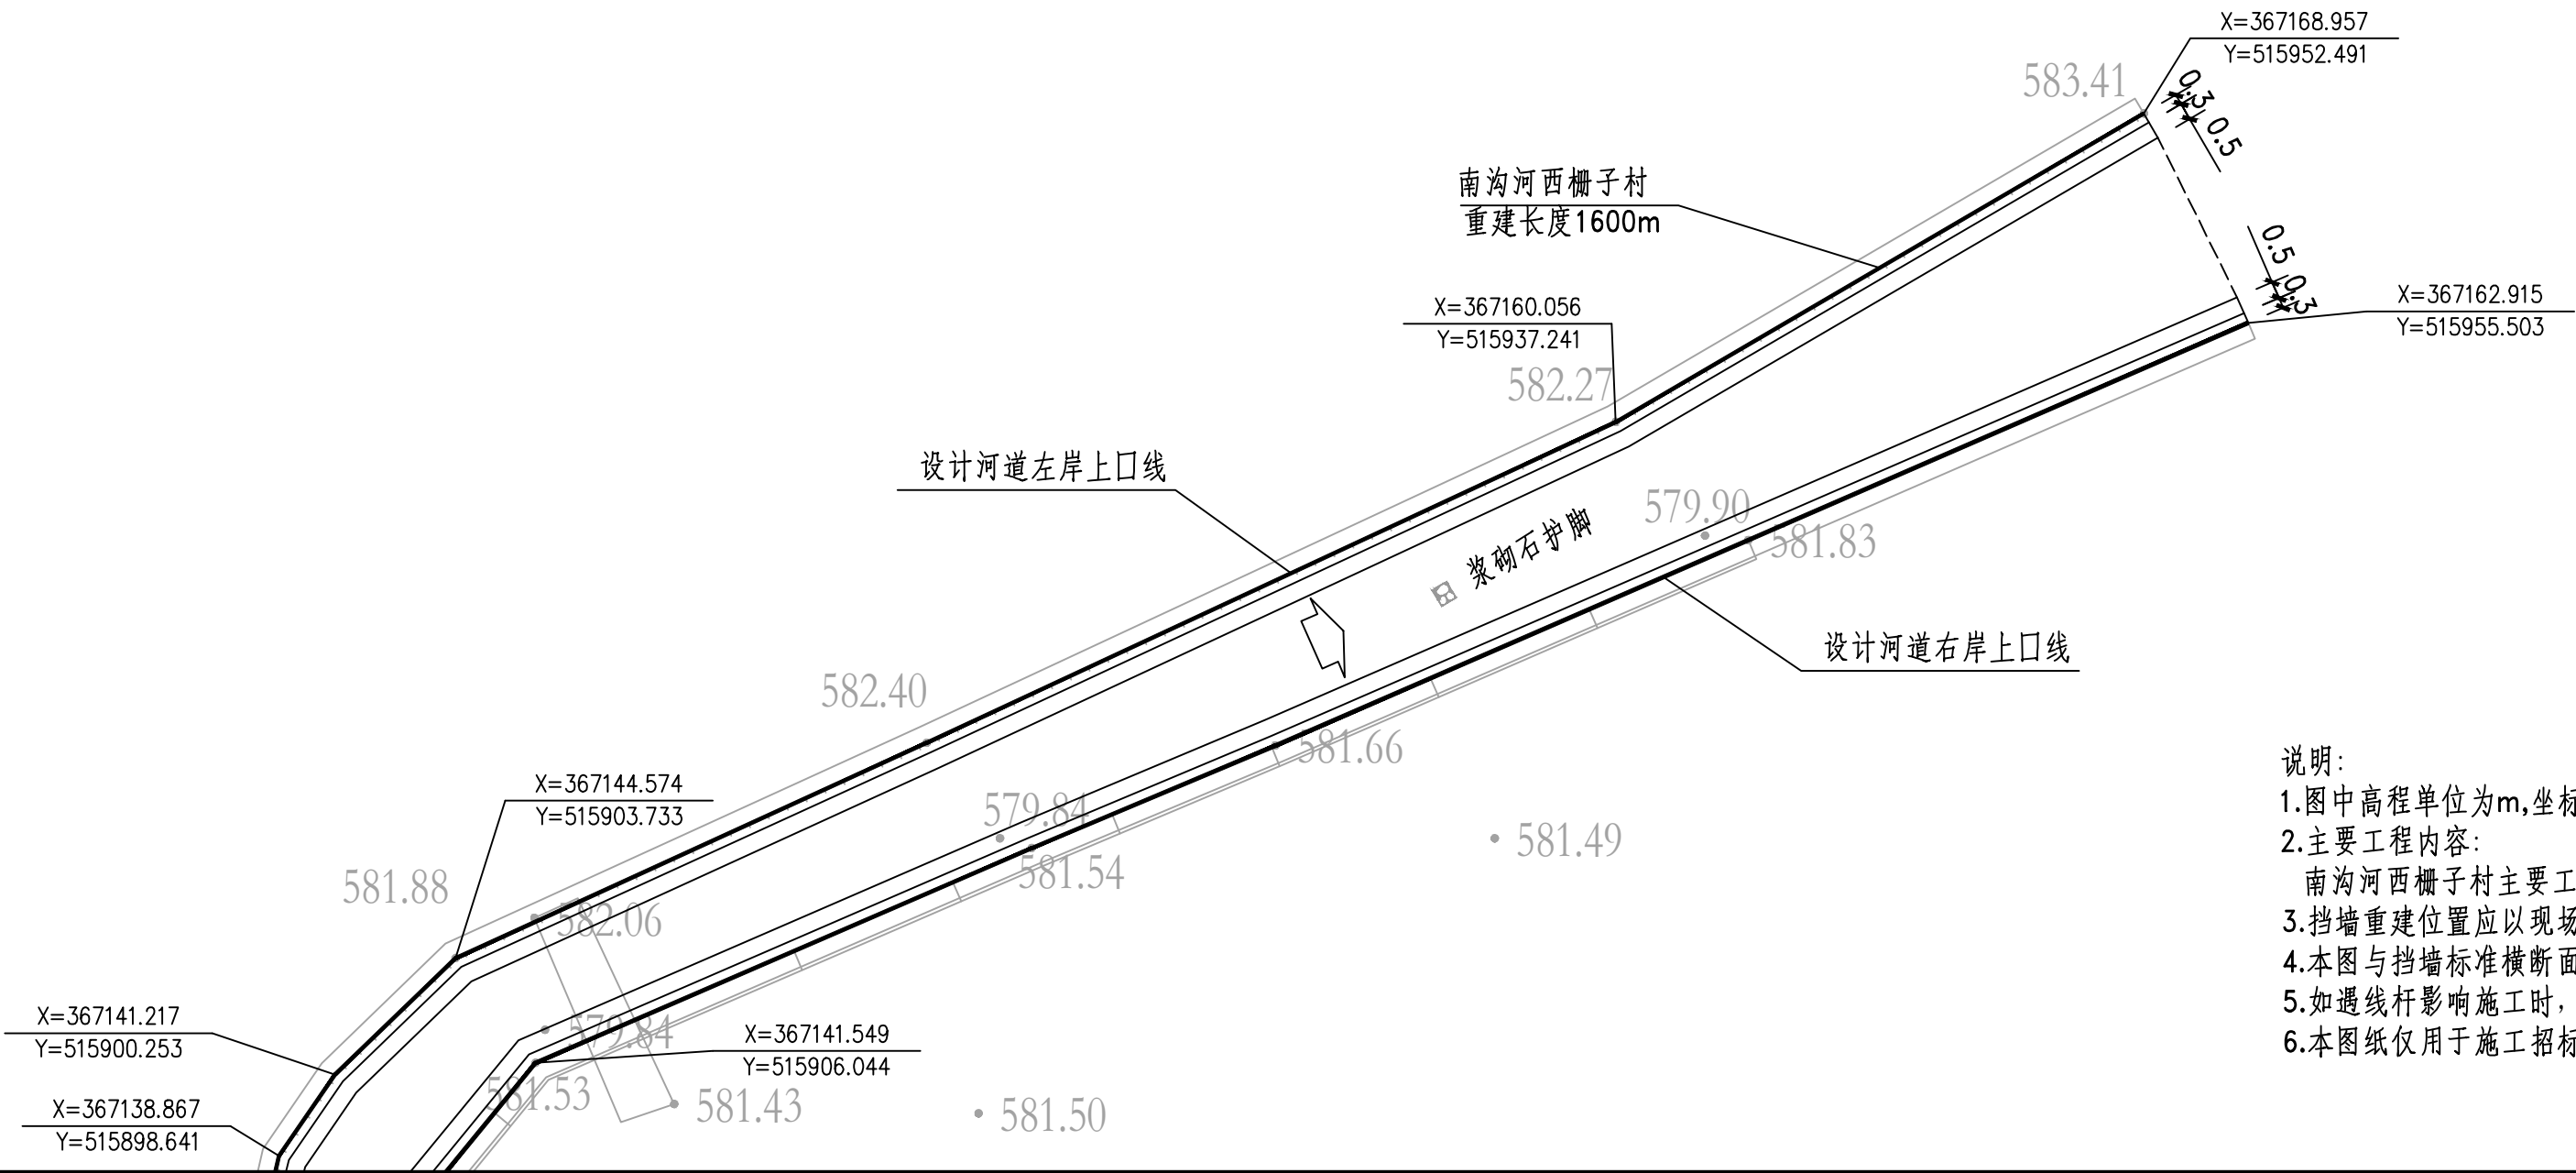 X=367168.957
Y=515952.491
583.41
0.3
0.5
南沟河西栅子村
重建长度1600m
0.5
0.3
X=367162.915
Y=515955.503
X=367160.056
Y=515937.241
582.27
设计河道左岸上口线
579.90
浆砌石护脚
581.83
设计河道右岸上口线
582.40
581.66
X=367144.574
Y=515903.733
579.84
581.49
581.54
581.88
582.06
X=367141.217
Y=515900.253
579.84
X=367141.549
Y=515906.044
581.53
581.43
581.50
X=367138.867
Y=515898.641
说明:
1.图中高程单位为m,坐标
2.主要工程内容:
南沟河西栅子村主要工
3.挡墙重建位置应以现场
4.本图与挡墙标准横断面
5.如遇线杆影响施工时,
6.本图纸仅用于施工招标